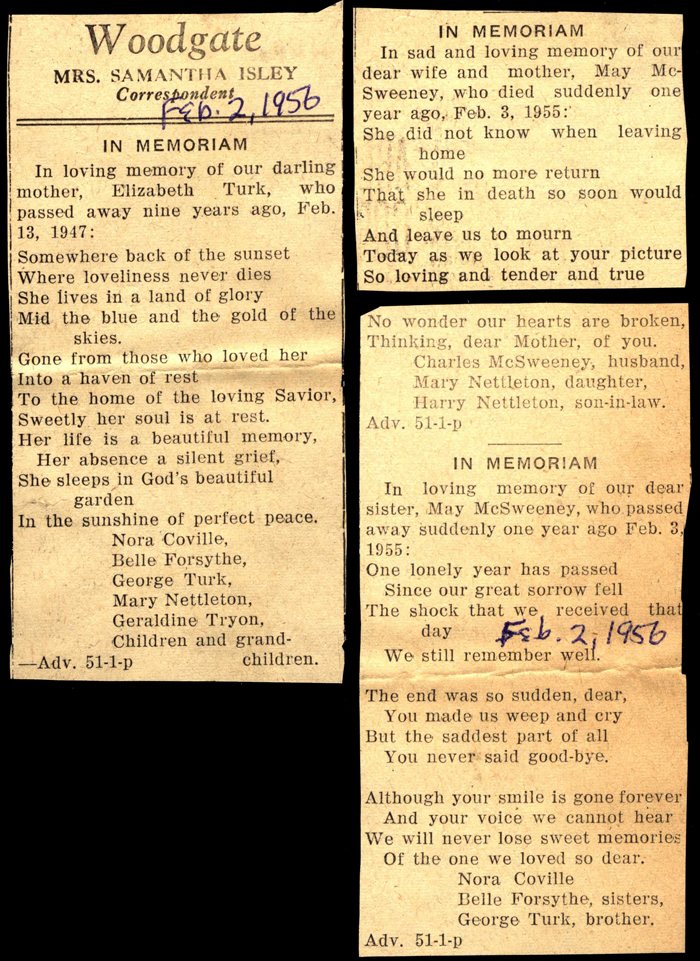 Woodgate
MRS. SAMANTHA ISLEY
Correspondent
Feb. 2, 1956
IN MEMORIAM
In loving memory of our darling
mother, Elizabeth Turk, who
passed away nine years ago, Feb.
13, 1947:
Somewhere back of the sunset
Where loveliness never dies
She lives in a land of glory
Mid the blue and the gold of the
skies.
Gone from those who loved her
Into a haven of rest
To the home of the loving Savior,
Sweetly her soul is at rest.
Her life is a beautiful memory,
Her absence a silent grief,
She sleeps in God's beautiful
garden
In the sunshine of perfect peace.
Nora Coville,
Belle Forsythe,
George Turk,
Mary Nettleton,
Geraldine Tryon,
Children and grand-
—Adv. 51-1-p children.
IN MEMORIAM
In sad and loving memory of our
dear wife and mother, May Mc-
Sweeney, who died suddenly one
year ago, Feb. 3, 1955:
She did not know when leaving
home
She would no more return
That she in death so soon would
sleep
And leave us to mourn
Today as we look at your picture
So loving and tender and true
No wonder our hearts are broken,
Thinking, dear Mother, of you.
Charles McSweeney, husband,
Mary Nettleton, daughter,
Harry Nettleton, son-in-law.
Adv. 51-1-p
IN MEMORIAM
In loving memory of our dear
sister, May McSweeney, who passed
away suddenly one year ago Feb. 3,
1955:
One lonely year has passed
Since our great sorrow fell
The shock that we received that
day
Feb. 2, 1956
We still remember well.
The end was so sudden, dear,
You made us weep and cry
But the saddest part of all
You never said good-bye.
Although your smile is gone forever
And your voice we cannot hear
We will never lose sweet memories
Of the one we loved so dear.
Nora Coville
Belle Forsythe, sisters,
George Turk, brother.
Adv. 51-1-p